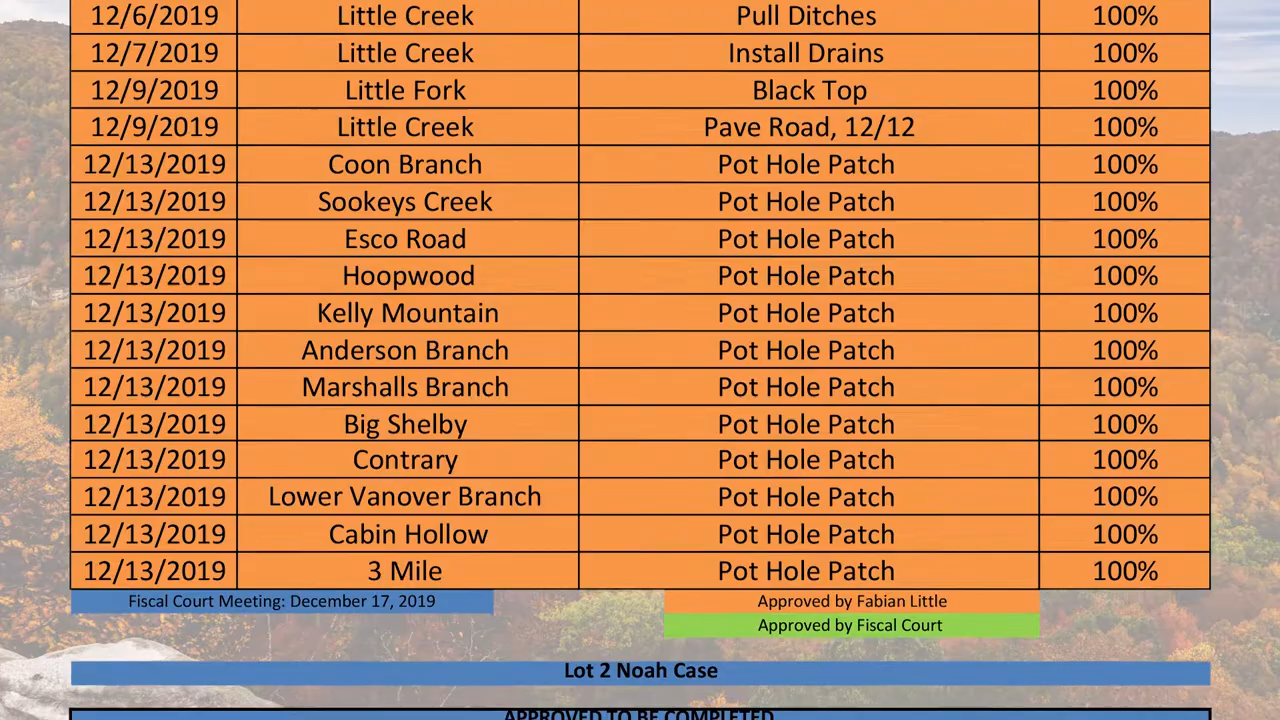 12/6/2019 Little Creek Pull Ditches 100%
12/7/2019 Little Creek Install Drains 100%
12/9/2019 Little Fork Black Top 100%
12/9/2019 Little Creek Pave Road, 12/12 100%
12/13/2019 Coon Branch Pot Hole Patch 100%
12/13/2019 Sookeys Creek Pot Hole Patch 100%
12/13/2019 Esco Road Pot Hole Patch 100%
12/13/2019 Hoopwood Pot Hole Patch 100%
12/13/2019 Kelly Mountain Pot Hole Patch 100%
12/13/2019 Anderson Branch Pot Hole Patch 100%
12/13/2019 Marshalls Branch Pot Hole Patch 100%
12/13/2019 Big Shelby Pot Hole Patch 100%
12/13/2019 Contrary Pot Hole Patch 100%
12/13/2019 Lower Vanover Branch Pot Hole Patch 100%
12/13/2019 Cabin Hollow Pot Hole Patch 100%
12/13/2019 3 Mile Pot Hole Patch 100%
Fiscal Court Meeting: December 17, 2019 Approved by Fabian Little
Approved by Fiscal Court
Lot 2 Noah Case
APPROVED TO BE COMPLETED